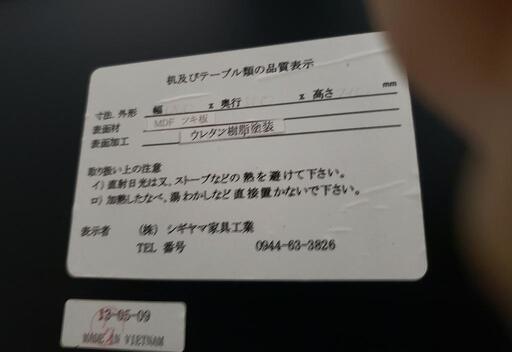 机及びテーブル類の品質表示
寸法、外形 幅 x 奥行 x 高さ mm
表面材 MDF ツキ板
表面加工 ウレタン樹脂塗装
取り扱い上の注意
イ）直射日光は又、ストーブなどの熱を避けて下さい。
ロ）加熱したなべ、湯わかしなど直接置かないで下さい。
表示者 （株）シギヤマ家具工業
TEL 番号 0944-63-3826
13-05-09
MADE IN VIETNAM